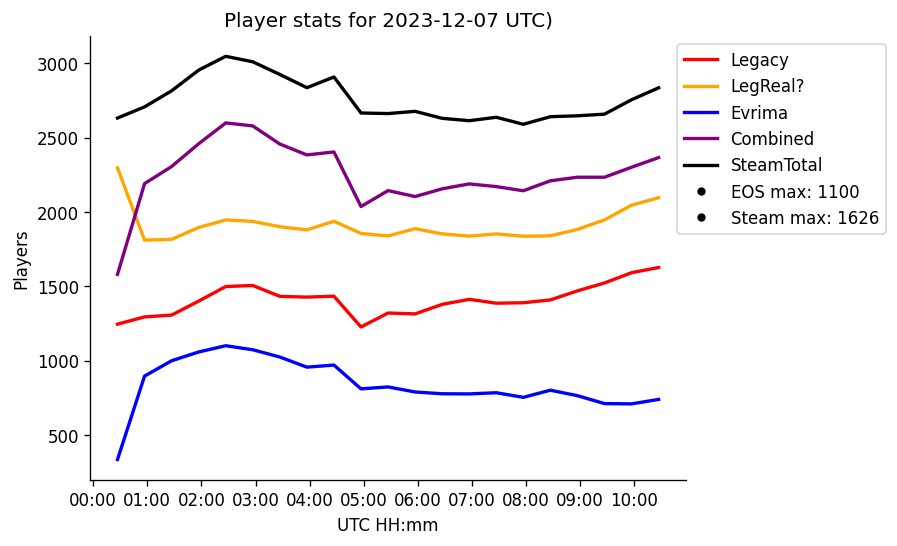 Player stats for 2023-12-07 UTC)
Players
3000
2500
2000
1500
1000
500
00:00 01:00 02:00 03:00 04:00 05:00 06:00 07:00 08:00 09:00 10:00
UTC HH:mm
Legacy
LegReal?
Evrima
Combined
SteamTotal
EOS max: 1100
Steam max: 1626